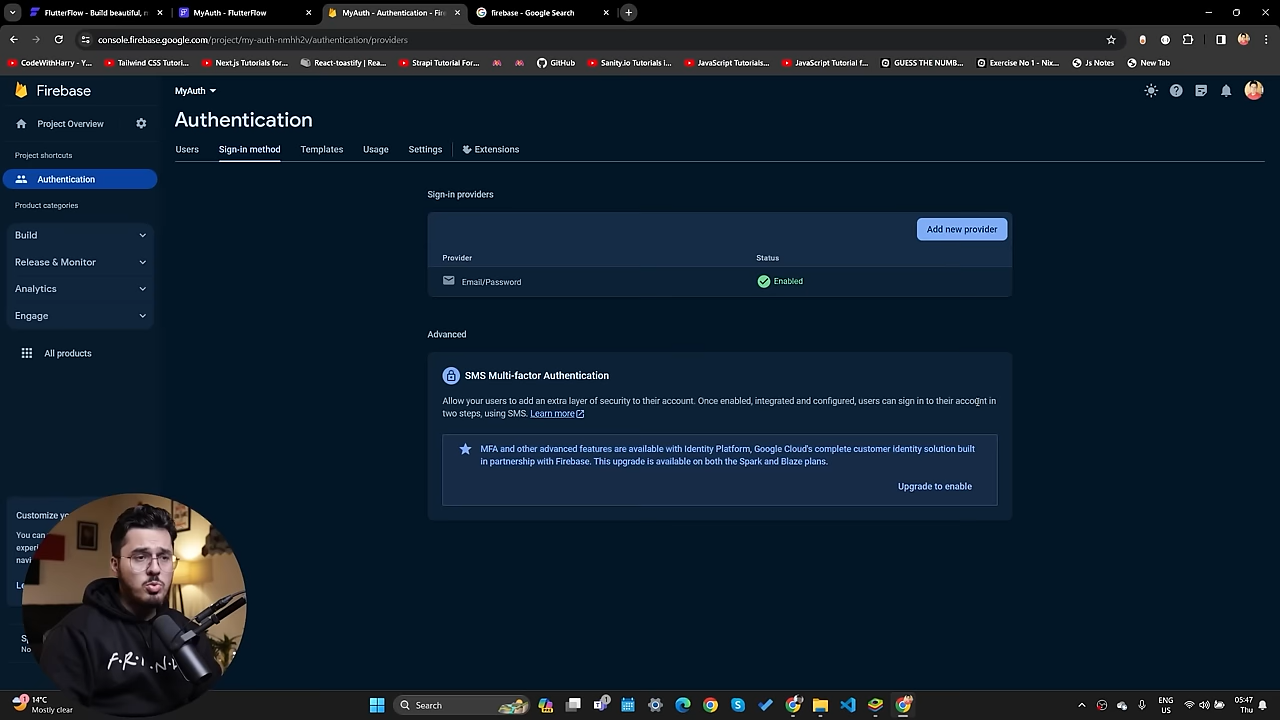 FlutterFlow - Build beautiful, n
MyAuth - FlutterFlow
MyAuth - Authentication - Fire
firebase - Google Search
console.firebase.google.com/project/my-auth-nmhh2v/authentication/providers
CodeWithHarry - Y...
Tailwind CSS Tutori...
Next.js Tutorials for...
React-toastify | Rea...
Strapi Tutorial For...
GitHub
Sanity.io Tutorials |...
JavaScript Tutorials...
JavaScript Tutorial f...
GUESS THE NUMB...
Exercise No 1 - Nix...
Js Notes
New Tab
Firebase
MyAuth
Project Overview
Authentication
Users
Sign-in method
Templates
Usage
Settings
Extensions
Project shortcuts
Authentication
Product categories
Build
Release & Monitor
Analytics
Engage
All products
Sign-in providers
Add new provider
Provider
Status
Email/Password
Enabled
Advanced
SMS Multi-factor Authentication
Allow your users to add an extra layer of security to their account. Once enabled, integrated and configured, users can sign in to their account in
two steps, using SMS. Learn more
MFA and other advanced features are available with Identity Platform, Google Cloud's complete customer identity solution built
in partnership with Firebase. This upgrade is available on both the Spark and Blaze plans.
Upgrade to enable
Customize yo
You can
experi
navi
F.R.I.N.
14°C
Mostly clear
Search
1
ENG
US
05:47
Thu